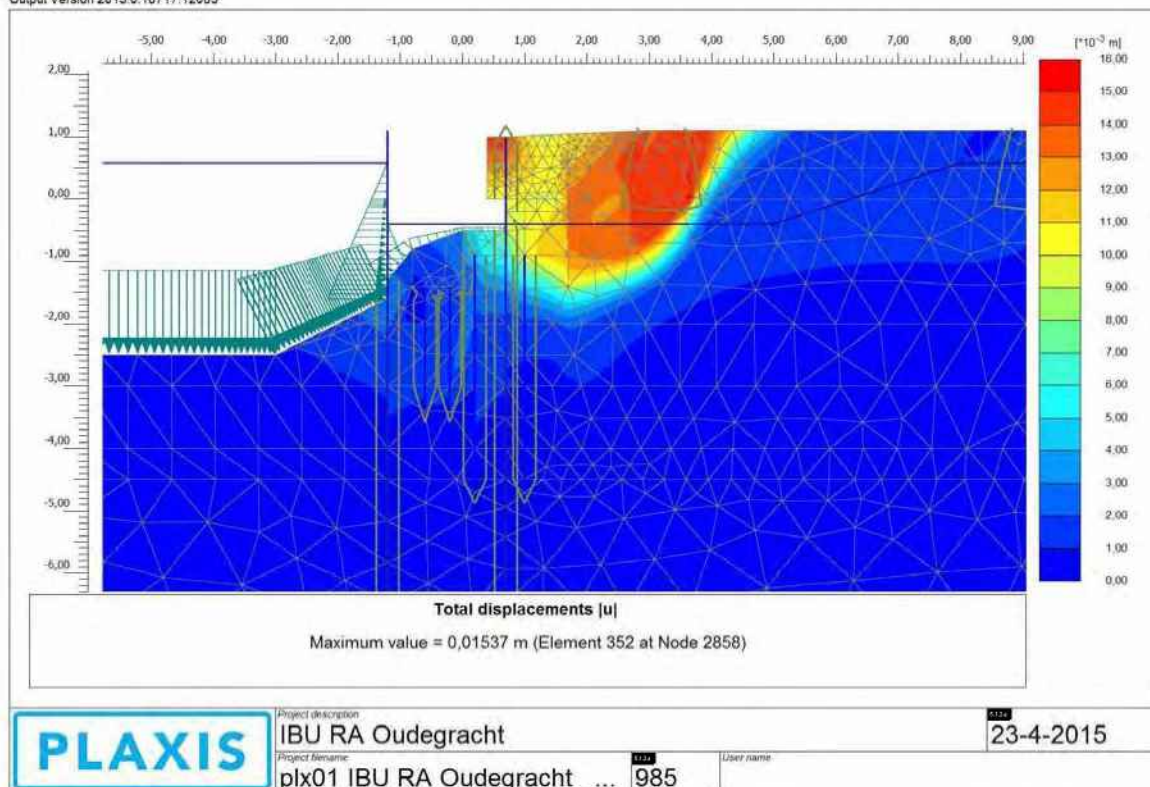 -5,00 -4,00 -3,00 -2,00 -1,00 0,00 1,00 2,00 3,00 4,00 5,00 6,00 7,00 8,00 9,00
[*10⁻³ m]
2,00
1,00
0,00
-1,00
-2,00
-3,00
-4,00
-5,00
-6,00
16,00
15,00
14,00
13,00
12,00
11,00
10,00
9,00
8,00
7,00
6,00
5,00
4,00
3,00
2,00
1,00
0,00
Total displacements |u|
Maximum value = 0,01537 m (Element 352 at Node 2858)
PLAXIS
Project description
IBU RA Oudegracht
23-4-2015
Project filename
plx01 IBU RA Oudegracht ...
985
User name